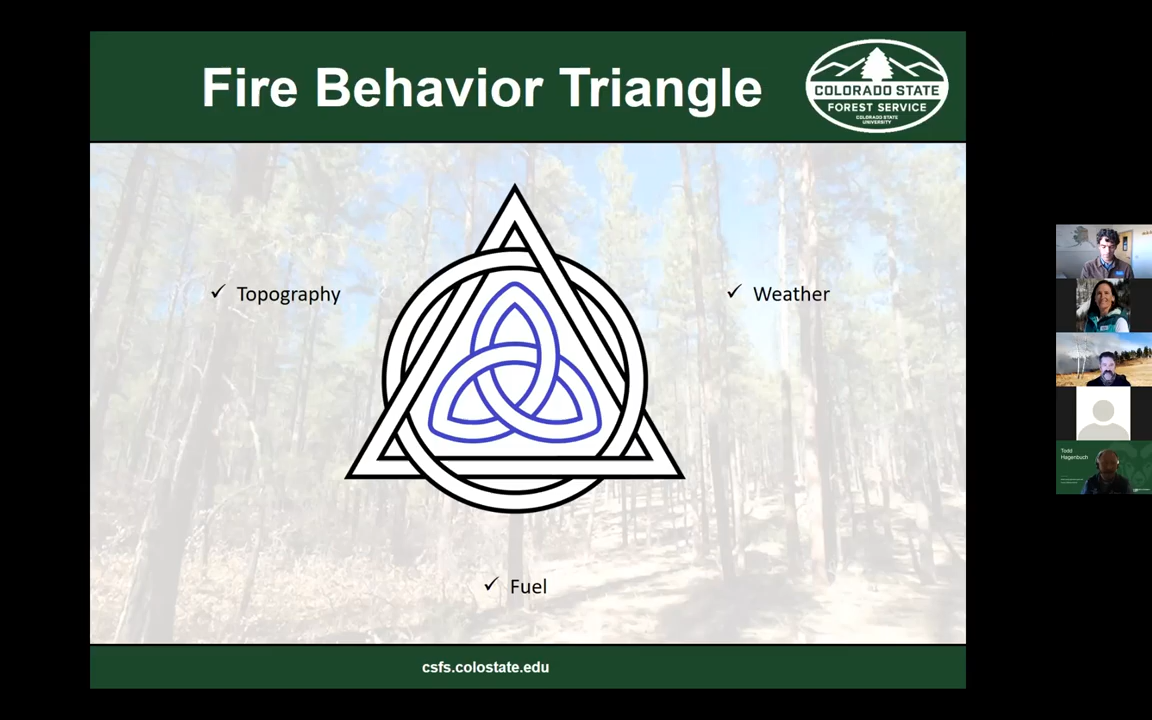 Fire Behavior Triangle
COLORADO STATE
FOREST SERVICE
COLORADO STATE
UNIVERSITY
✓ Topography
✓ Weather
✓ Fuel
csfs.colostate.edu
Todd
Hagenbuch